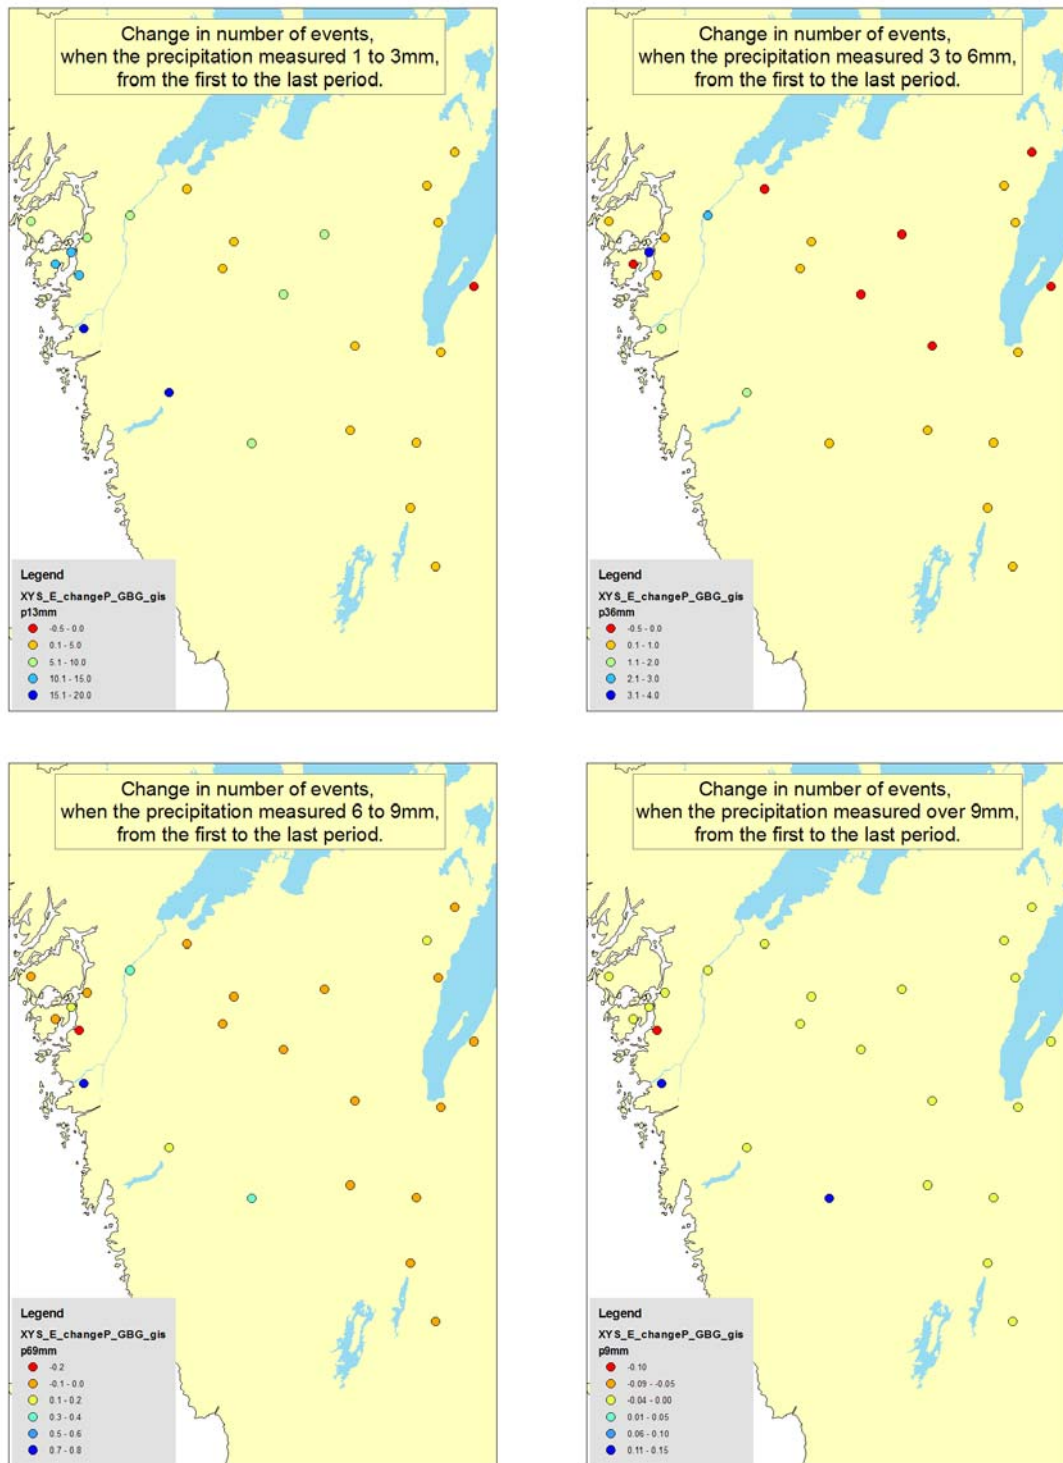 Change in number of events,
when the precipitation measured 1 to 3mm,
from the first to the last period.
Legend
XYS_E_changeP_GBG_gis
p13mm
-0.5 - 0.0
0.1 - 5.0
5.1 - 10.0
10.1 - 15.0
15.1 - 20.0
Change in number of events,
when the precipitation measured 3 to 6mm,
from the first to the last period.
Legend
XYS_E_changeP_GBG_gis
p36mm
-0.5 - 0.0
0.1 - 1.0
1.1 - 2.0
2.1 - 3.0
3.1 - 4.0
Change in number of events,
when the precipitation measured 6 to 9mm,
from the first to the last period.
Legend
XYS_E_changeP_GBG_gis
p69mm
-0.2
-0.1 - 0.0
0.1 - 0.2
0.3 - 0.4
0.5 - 0.6
0.7 - 0.8
Change in number of events,
when the precipitation measured over 9mm,
from the first to the last period.
Legend
XYS_E_changeP_GBG_gis
p9mm
-0.10
-0.09 - -0.05
-0.04 - 0.00
0.01 - 0.05
0.06 - 0.10
0.11 - 0.15